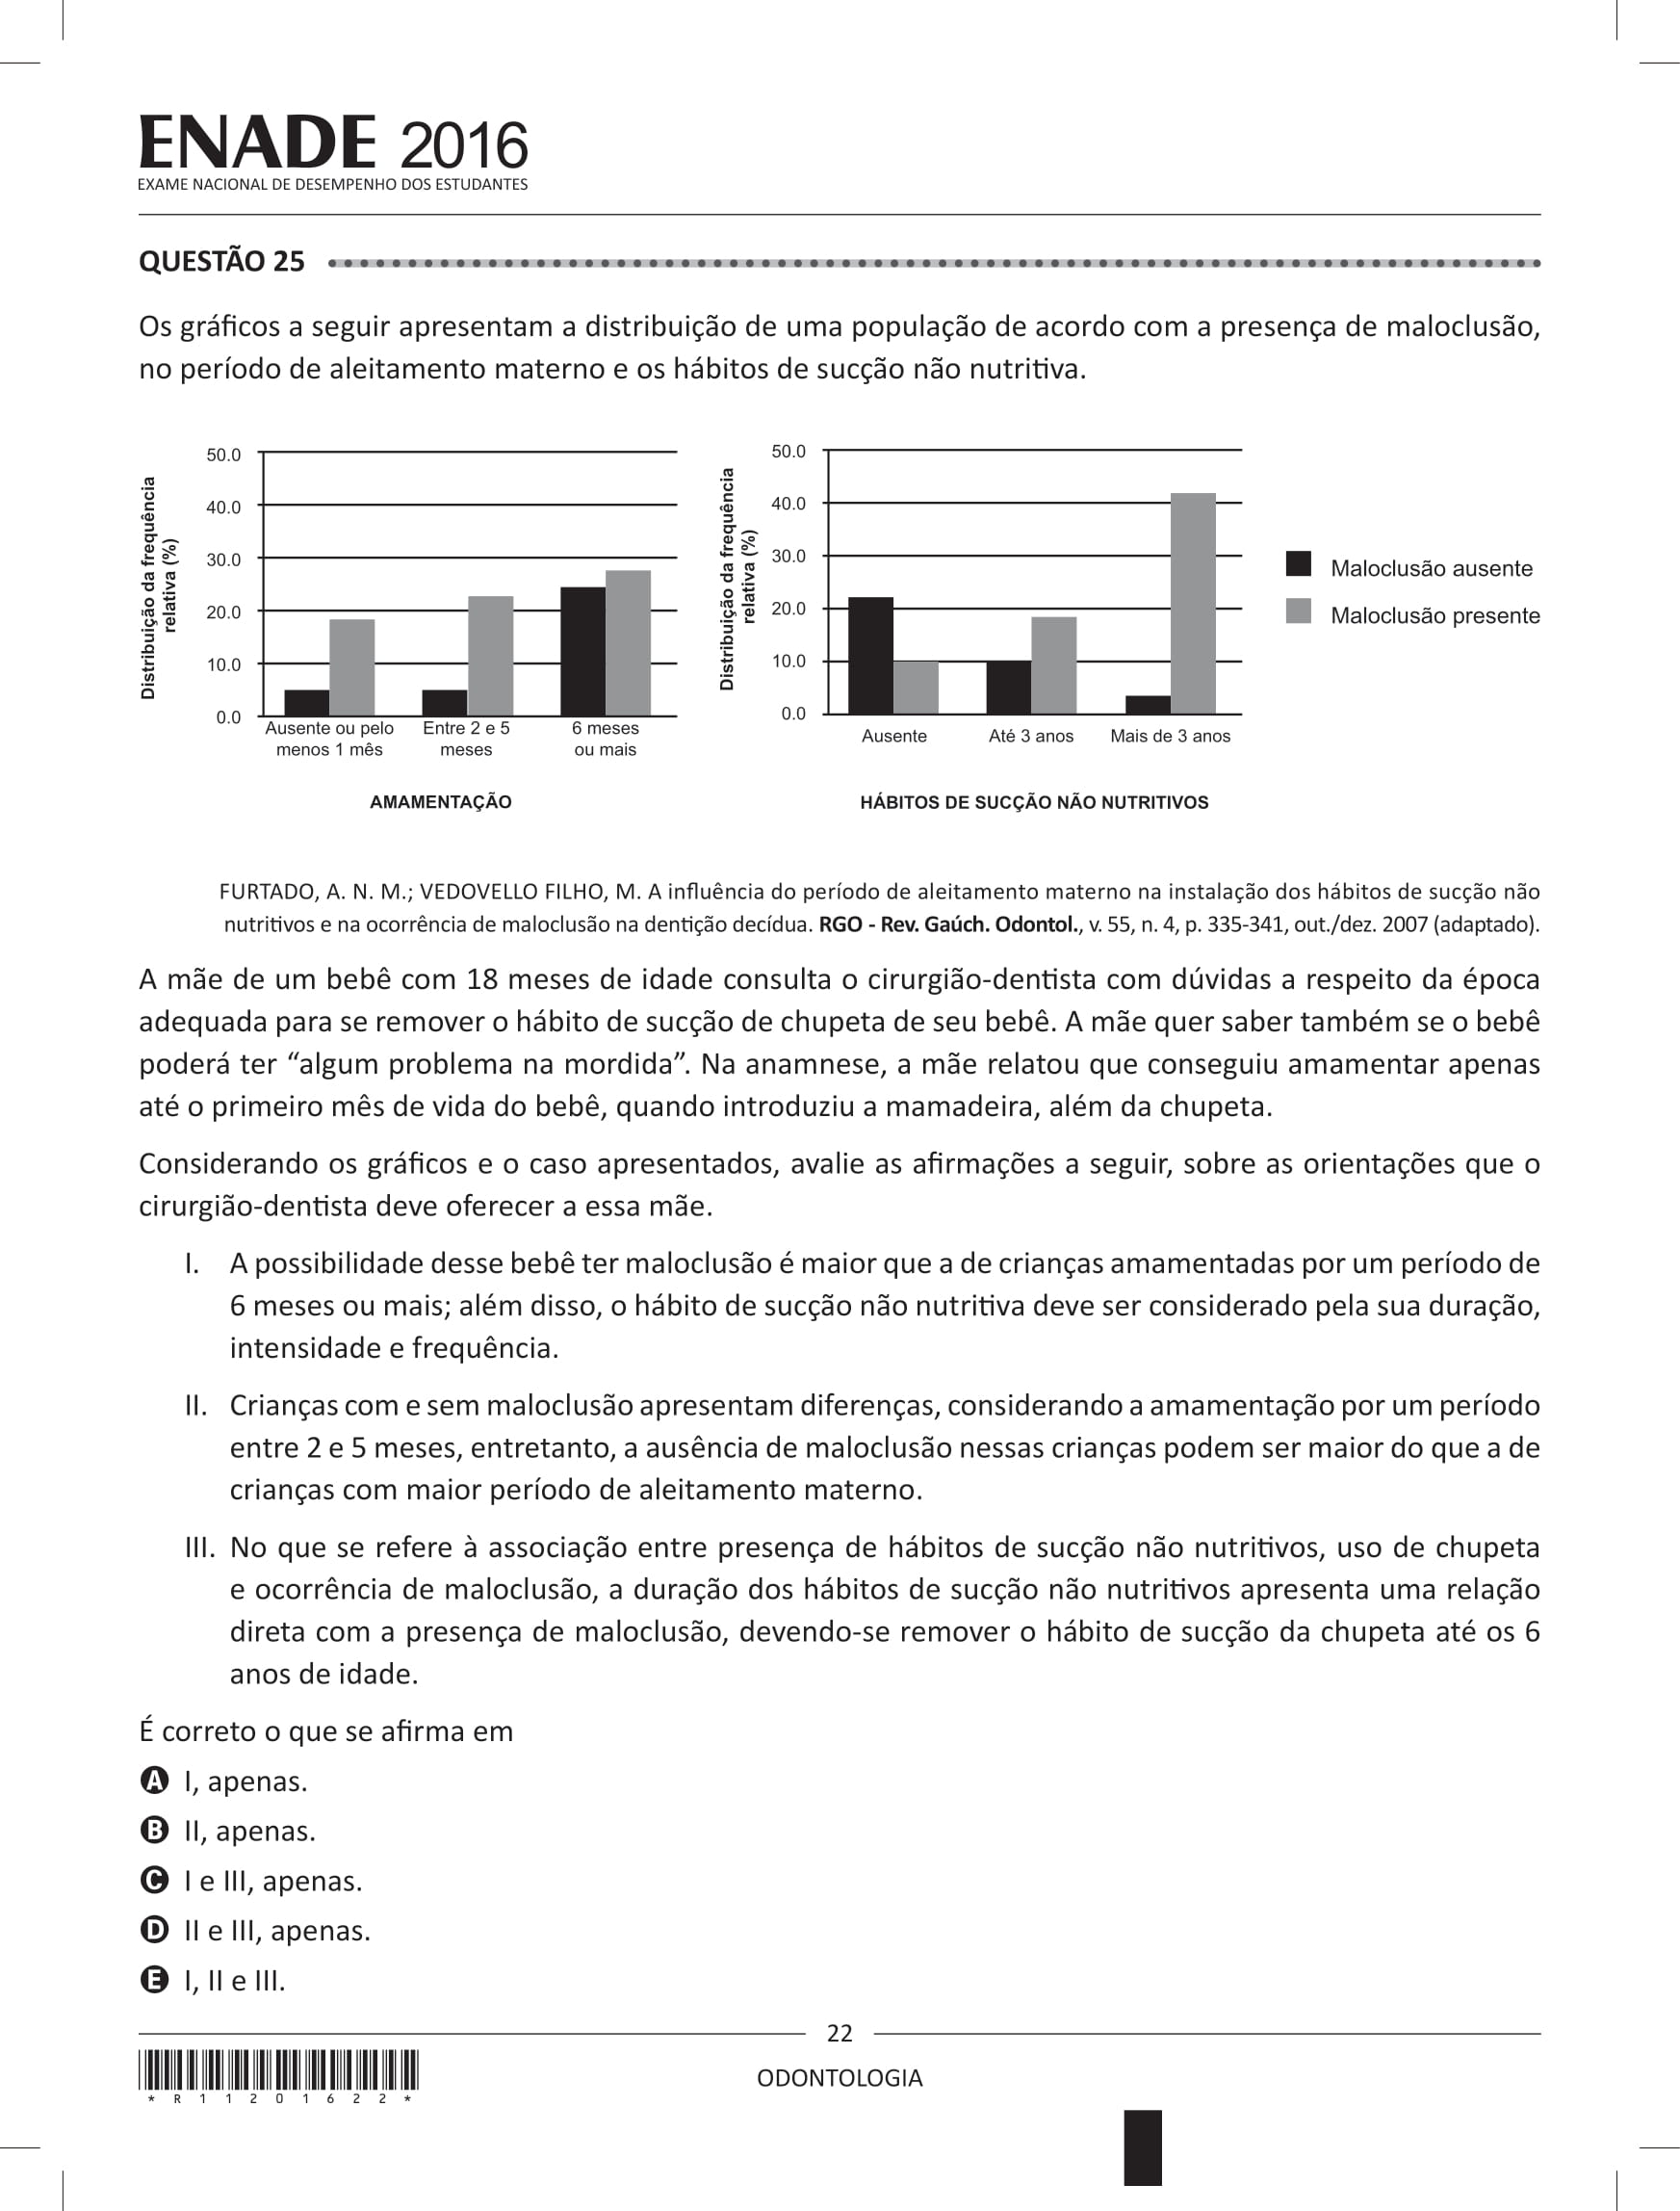 ENADE 2016
EXAME NACIONAL DE DESEMPENHO DOS ESTUDANTES
QUESTÃO 25
Os gráficos a seguir apresentam a distribuição de uma população de acordo com a presença de maloclusão,
no período de aleitamento materno e os hábitos de sucção não nutritiva.
Distribuição da frequência
relativa (%)
50.0
40.0
30.0
20.0
10.0
0.0
Ausente ou pelo
menos 1 mês
Entre 2 e 5
meses
6 meses
ou mais
AMAMENTAÇÃO
Distribuição da frequência
relativa (%)
50.0
40.0
30.0
20.0
10.0
0.0
Ausente
Até 3 anos
Mais de 3 anos
HÁBITOS DE SUCÇÃO NÃO NUTRITIVOS
Maloclusão ausente
Maloclusão presente
FURTADO, A. N. M.; VEDOVELLO FILHO, M. A influência do período de aleitamento materno na instalação dos hábitos de sucção não
nutritivos e na ocorrência de maloclusão na dentição decídua. RGO - Rev. Gaúch. Odontol., v. 55, n. 4, p. 335-341, out./dez. 2007 (adaptado).
A mãe de um bebê com 18 meses de idade consulta o cirurgião-dentista com dúvidas a respeito da época
adequada para se remover o hábito de sucção de chupeta de seu bebê. A mãe quer saber também se o bebê
poderá ter “algum problema na mordida”. Na anamnese, a mãe relatou que conseguiu amamentar apenas
até o primeiro mês de vida do bebê, quando introduziu a mamadeira, além da chupeta.
Considerando os gráficos e o caso apresentados, avalie as afirmações a seguir, sobre as orientações que o
cirurgião-dentista deve oferecer a essa mãe.
I. A possibilidade desse bebê ter maloclusão é maior que a de crianças amamentadas por um período de
6 meses ou mais; além disso, o hábito de sucção não nutritiva deve ser considerado pela sua duração,
intensidade e frequência.
II. Crianças com e sem maloclusão apresentam diferenças, considerando a amamentação por um período
entre 2 e 5 meses, entretanto, a ausência de maloclusão nessas crianças podem ser maior do que a de
crianças com maior período de aleitamento materno.
III. No que se refere à associação entre presença de hábitos de sucção não nutritivos, uso de chupeta
e ocorrência de maloclusão, a duração dos hábitos de sucção não nutritivos apresenta uma relação
direta com a presença de maloclusão, devendo-se remover o hábito de sucção da chupeta até os 6
anos de idade.
É correto o que se afirma em
A I, apenas.
B II, apenas.
C I e III, apenas.
D II e III, apenas.
E I, II e III.
22
ODONTOLOGIA
* R 1 1 2 0 1 6 2 2 *